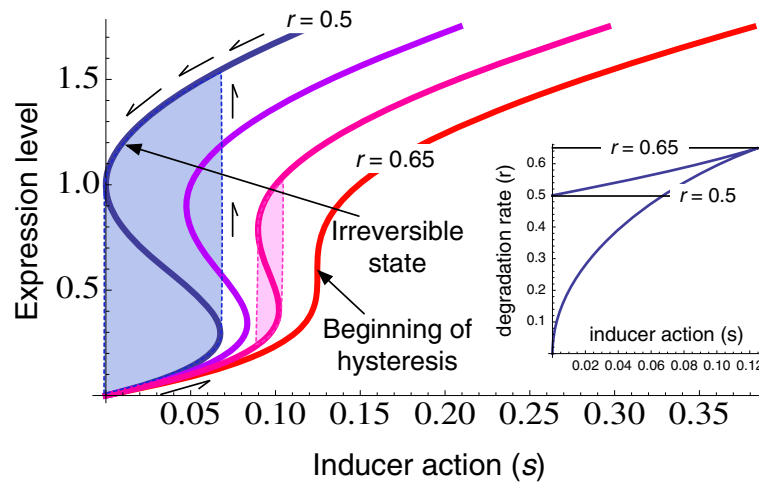 r = 0.5
1.5
1.0
0.5
Expression level
r = 0.65
Irreversible
state
Beginning of
hysteresis
0.05
0.10
0.15
0.20
0.25
0.30
0.35
Inducer action (s)
degradation rate (r)
0.6
0.5
0.4
0.3
0.2
0.1
r = 0.65
r = 0.5
inducer action (s)
0.02
0.04
0.06
0.08
0.10
0.12